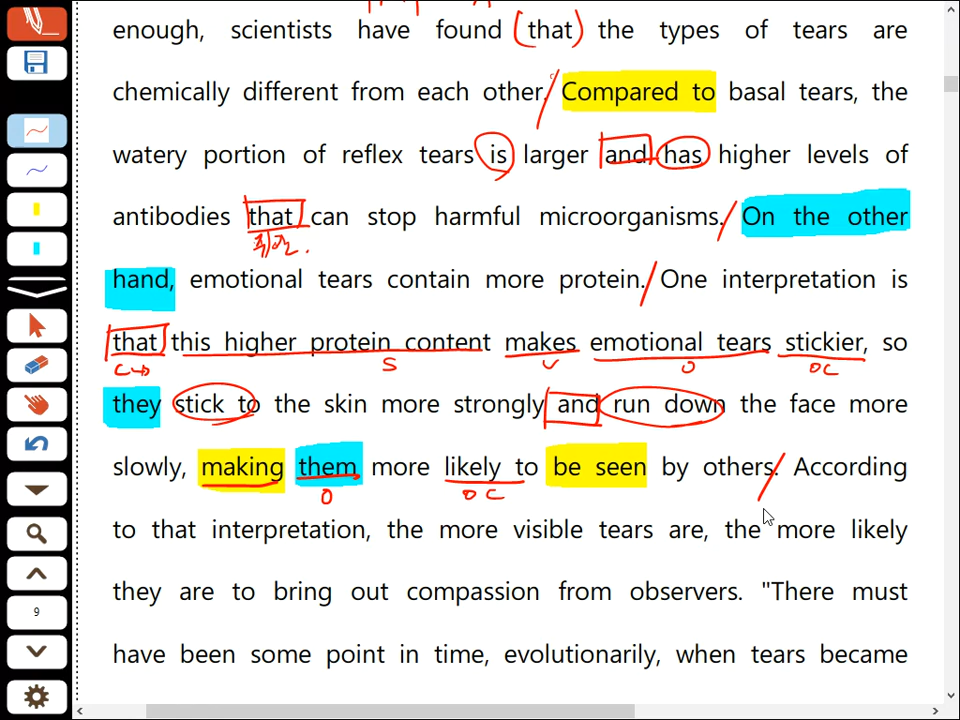 enough, scientists have found (that) the types of tears are
chemically different from each other. Compared to basal tears, the
watery portion of reflex tears is larger and has higher levels of
antibodies that can stop harmful microorganisms. On the other
주관.
hand, emotional tears contain more protein. One interpretation is
that this higher protein content makes emotional tears stickier, so
S V O OC
they stick to the skin more strongly and run down the face more
slowly, making them more likely to be seen by others. According
O OC
to that interpretation, the more visible tears are, the more likely
they are to bring out compassion from observers. "There must
9
have been some point in time, evolutionarily, when tears became